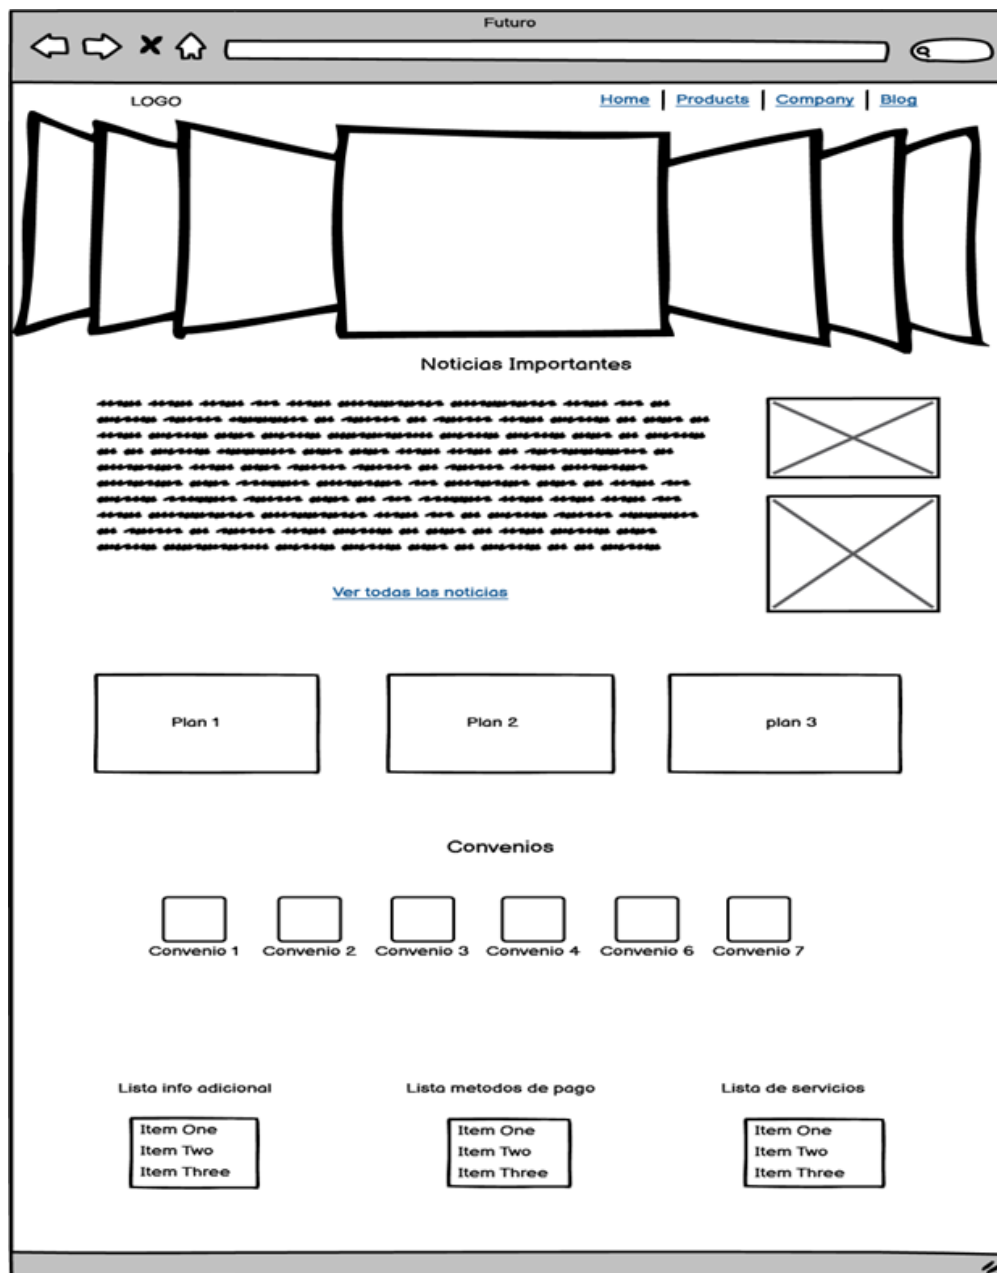 Futuro
LOGO Home Products Company Blog
Noticias Importantes
Ver todas las noticias
Plan 1 Plan 2 plan 3
Convenios
Convenio 1 Convenio 2 Convenio 3 Convenio 4 Convenio 6 Convenio 7
Lista info adicional Lista metodos de pago Lista de servicios
Item One Item One Item One
Item Two Item Two Item Two
Item Three Item Three Item Three